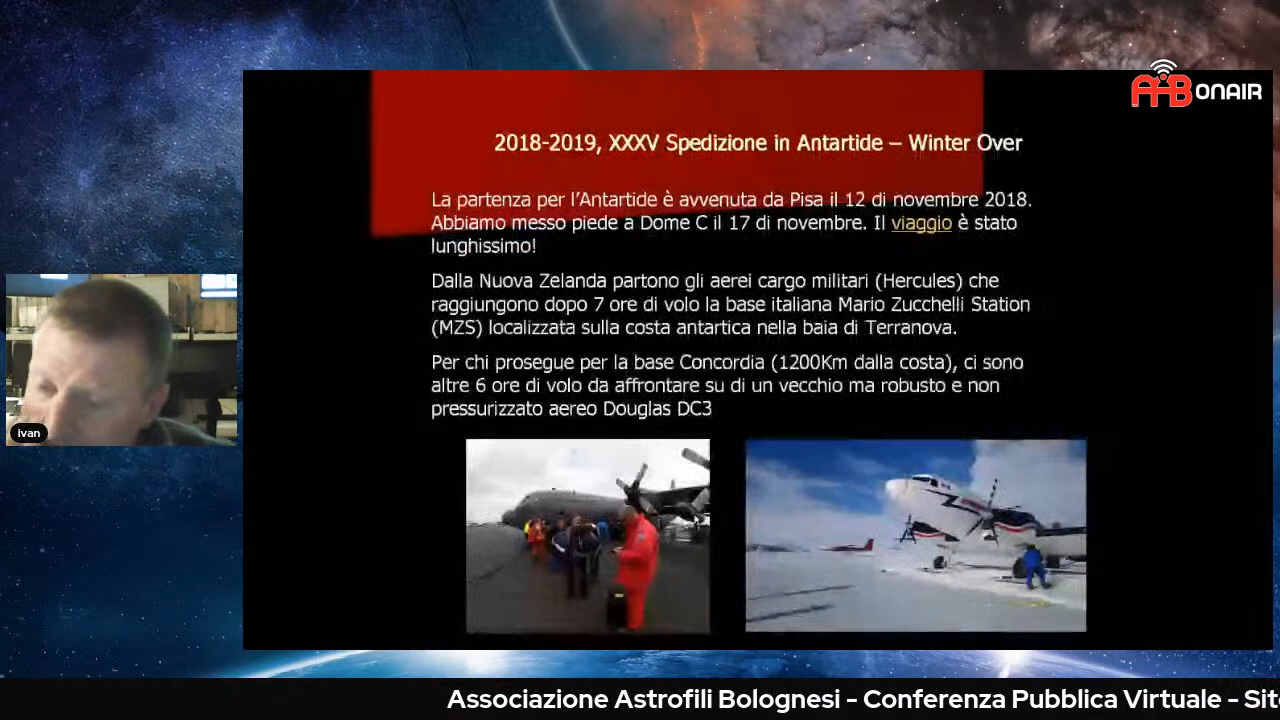 AAB ONAIR
2018-2019, XXXV Spedizione in Antartide – Winter Over
La partenza per l'Antartide è avvenuta da Pisa il 12 di novembre 2018.
Abbiamo messo piede a Dome C il 17 di novembre. Il viaggio è stato
lunghissimo!
Dalla Nuova Zelanda partono gli aerei cargo militari (Hercules) che
raggiungono dopo 7 ore di volo la base italiana Mario Zucchelli Station
(MZS) localizzata sulla costa antartica nella baia di Terranova.
Per chi prosegue per la base Concordia (1200Km dalla costa), ci sono
altre 6 ore di volo da affrontare su di un vecchio ma robusto e non
pressurizzato aereo Douglas DC3
ivan
Associazione Astrofili Bolognesi - Conferenza Pubblica Virtuale - Sit